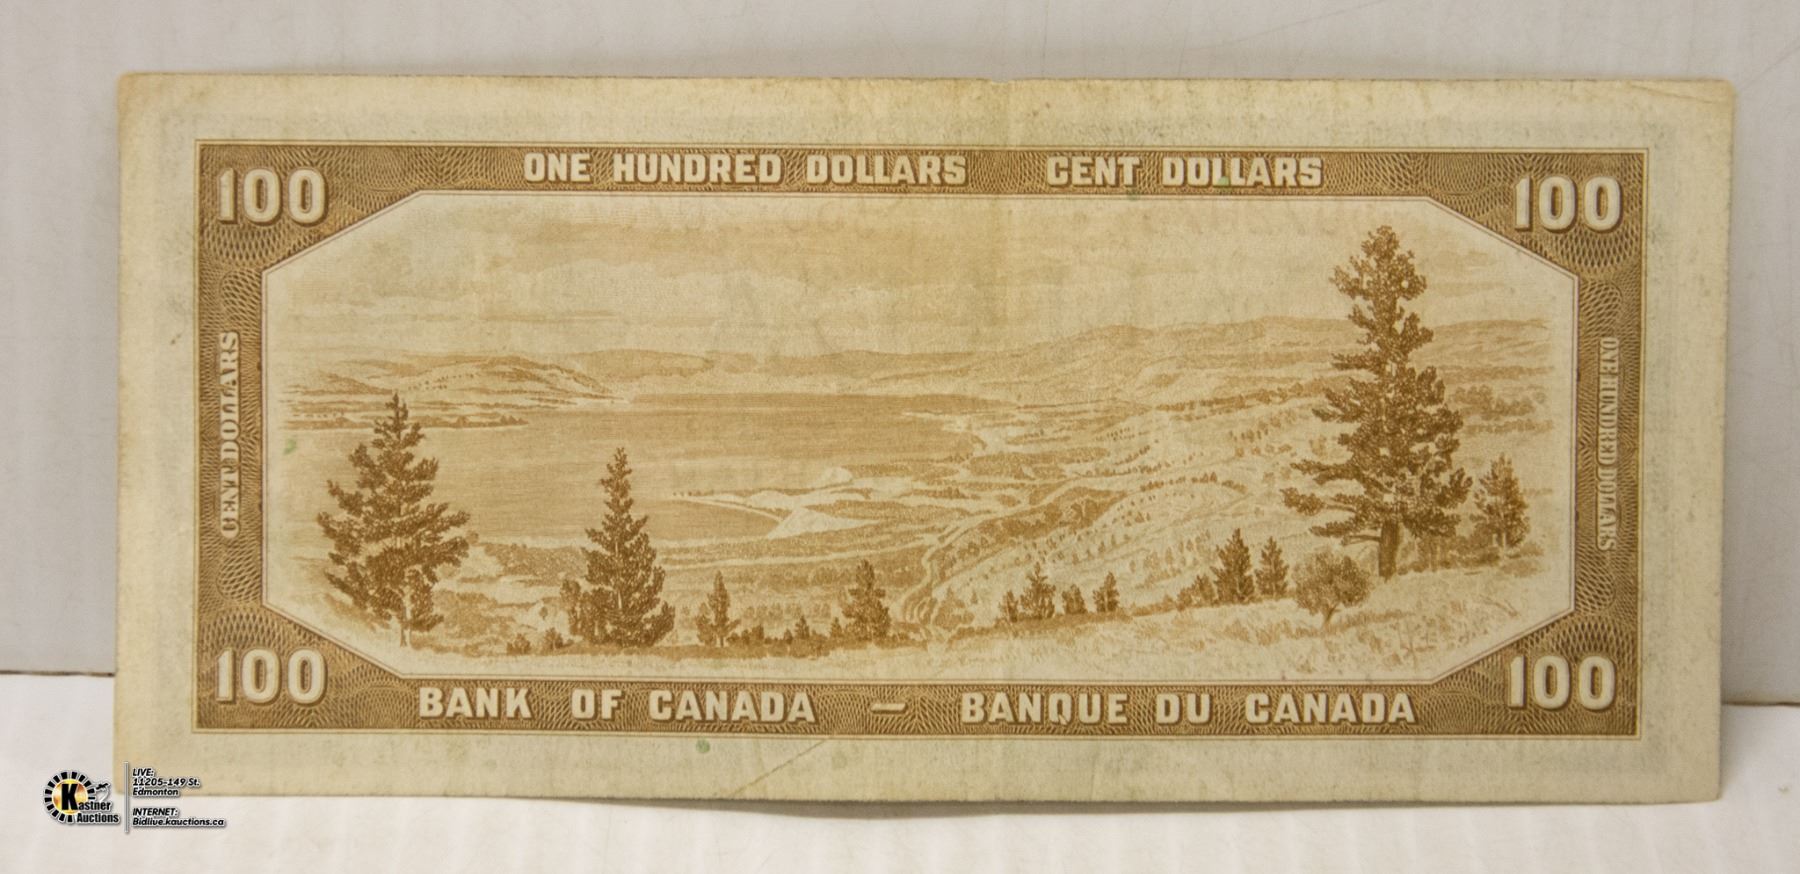 ONE HUNDRED DOLLARS CENT DOLLARS
100
100
CENT DOLLARS
ONE HUNDRED DOLLARS
100
100
BANK OF CANADA — BANQUE DU CANADA
Kastner
Auctions
LIVE:
11205-149 St.
Edmonton
INTERNET:
Bidlive.kauctions.ca